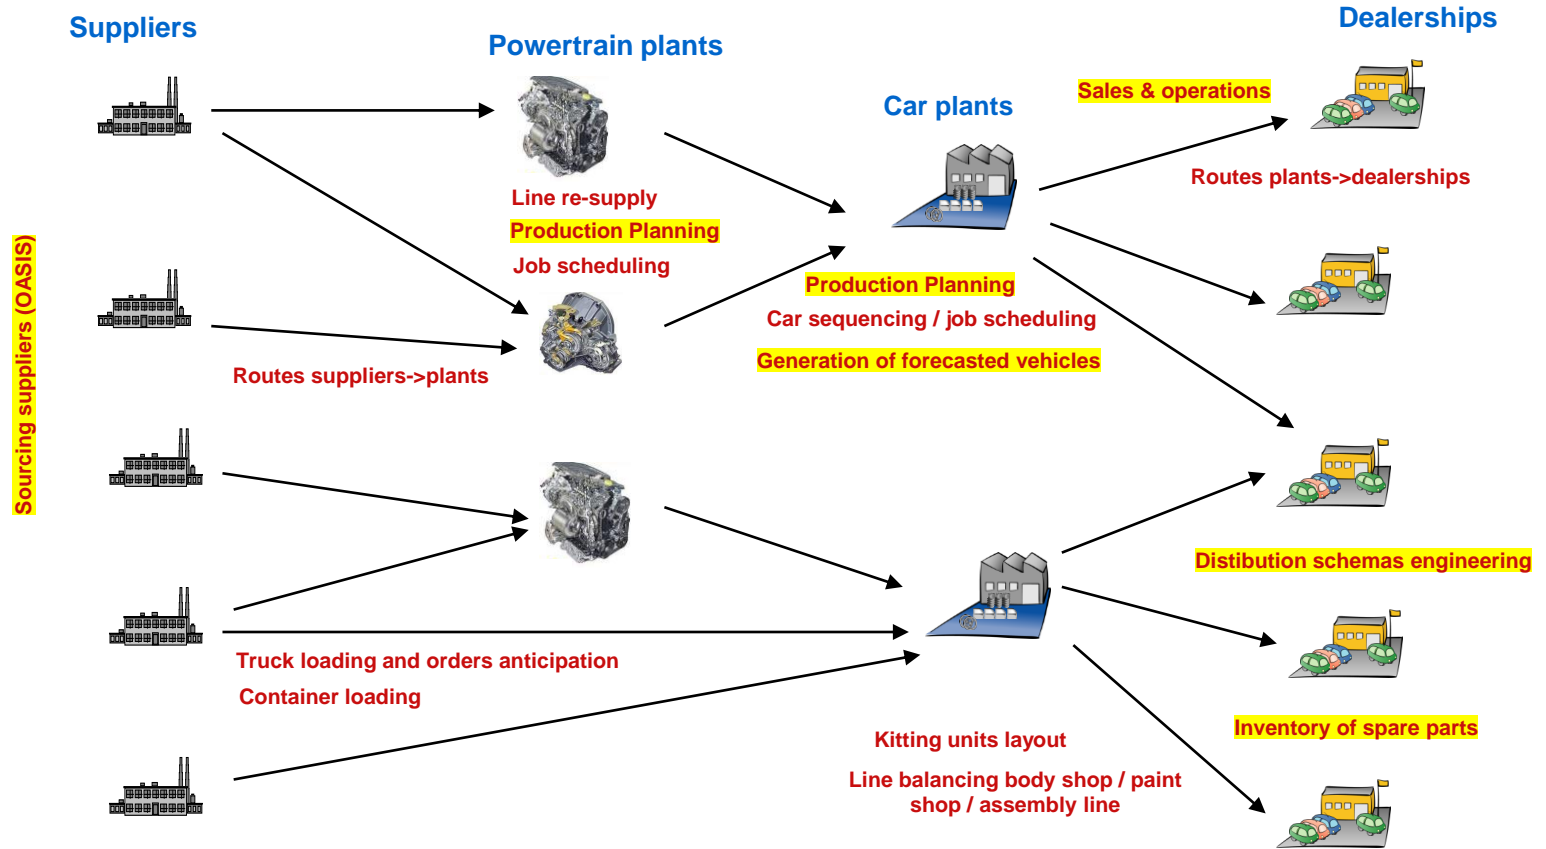 Suppliers
Powertrain plants
Car plants
Dealerships
Sales & operations
Routes plants->dealerships
Line re-supply
Production Planning
Job scheduling
Sourcing suppliers (OASIS)
Production Planning
Car sequencing / job scheduling
Generation of forecasted vehicles
Routes suppliers->plants
Distibution schemas engineering
Truck loading and orders anticipation
Container loading
Inventory of spare parts
Kitting units layout
Line balancing body shop / paint
shop / assembly line